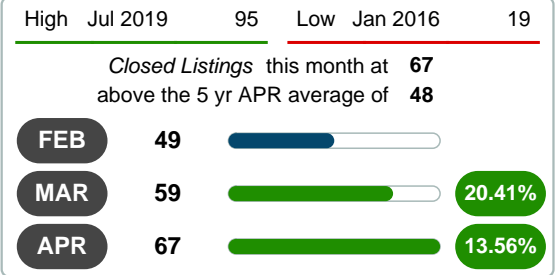 High Jul 2019 95 Low Jan 2016 19
Closed Listings this month at 67
above the 5 yr APR average of 48
FEB 49
MAR 59 20.41%
APR 67 13.56%